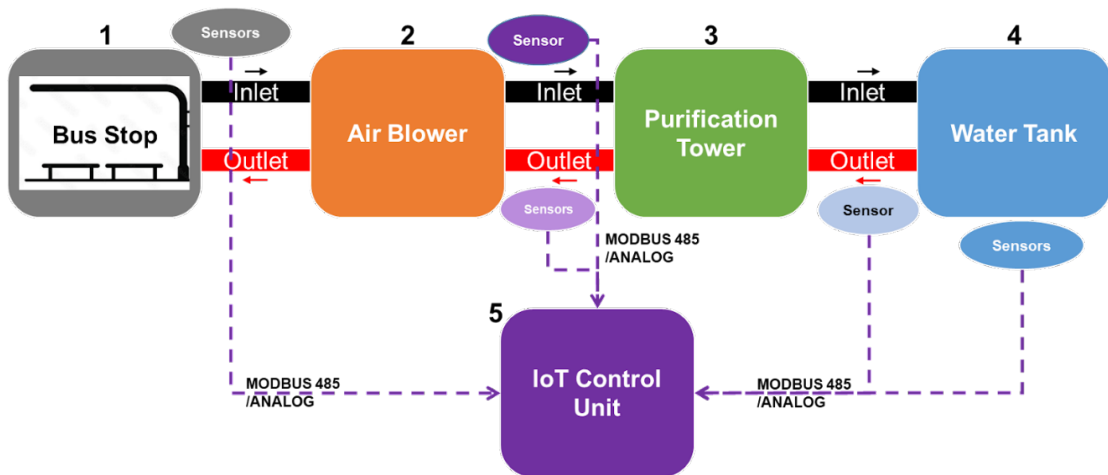 1
Sensors
2
Sensor
3
4
Inlet
Inlet
Inlet
Bus Stop
Air Blower
Purification
Tower
Water Tank
Outlet
Outlet
Outlet
Sensors
Sensor
Sensors
MODBUS 485
/ANALOG
5
IoT Control
Unit
MODBUS 485
/ANALOG
MODBUS 485
/ANALOG